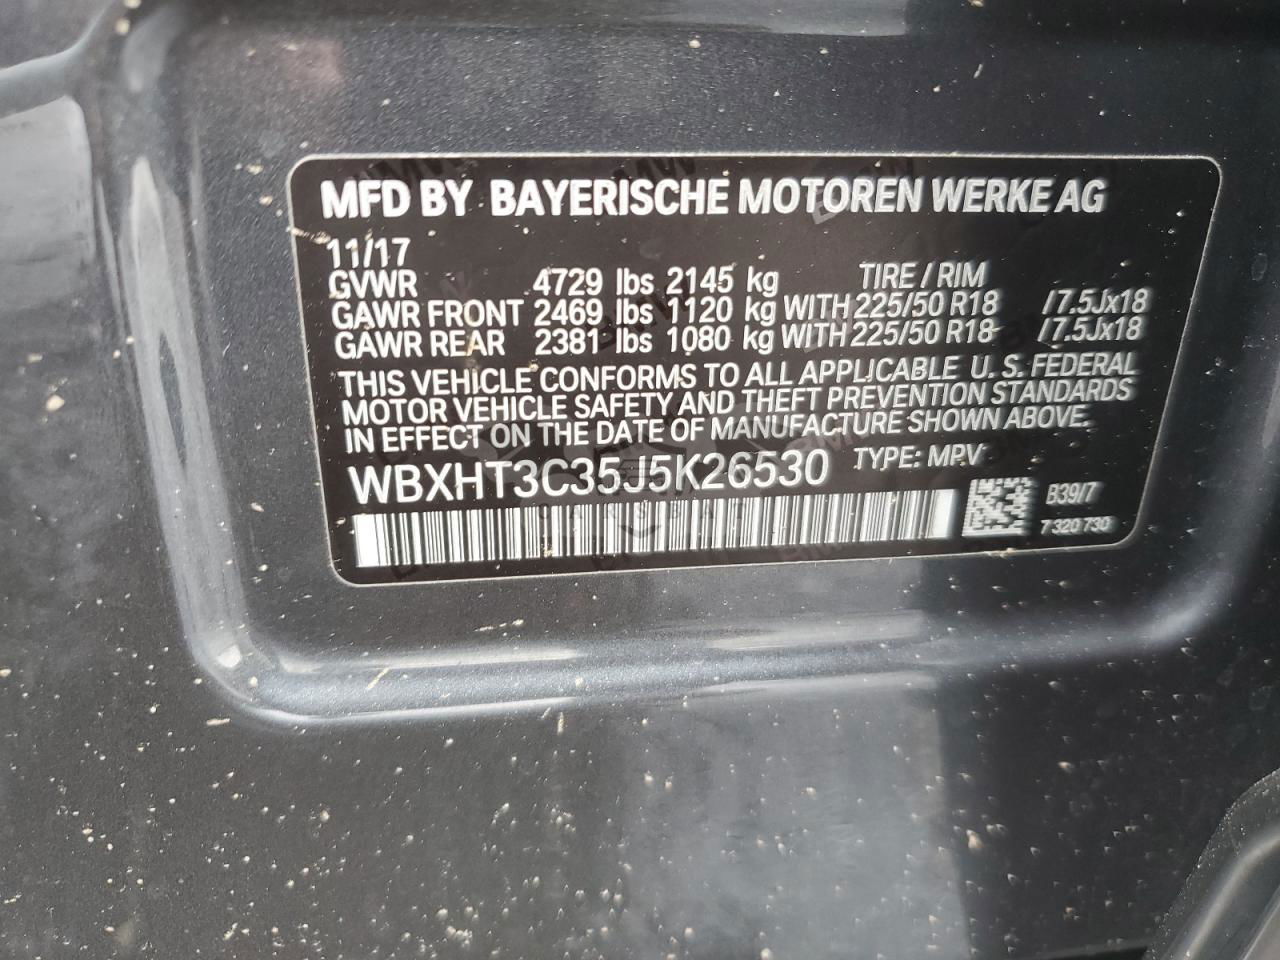 MFD BY BAYERISCHE MOTOREN WERKE AG
11/17
GVWR 4729 lbs 2145 kg TIRE / RIM
GAWR FRONT 2469 lbs 1120 kg WITH 225/50 R18 /7.5Jx18
GAWR REAR 2381 lbs 1080 kg WITH 225/50 R18 /7.5Jx18
THIS VEHICLE CONFORMS TO ALL APPLICABLE U. S. FEDERAL
MOTOR VEHICLE SAFETY AND THEFT PREVENTION STANDARDS
IN EFFECT ON THE DATE OF MANUFACTURE SHOWN ABOVE.
WBXHT3C35J5K26530 TYPE: MPV
B39/7
7 320 730